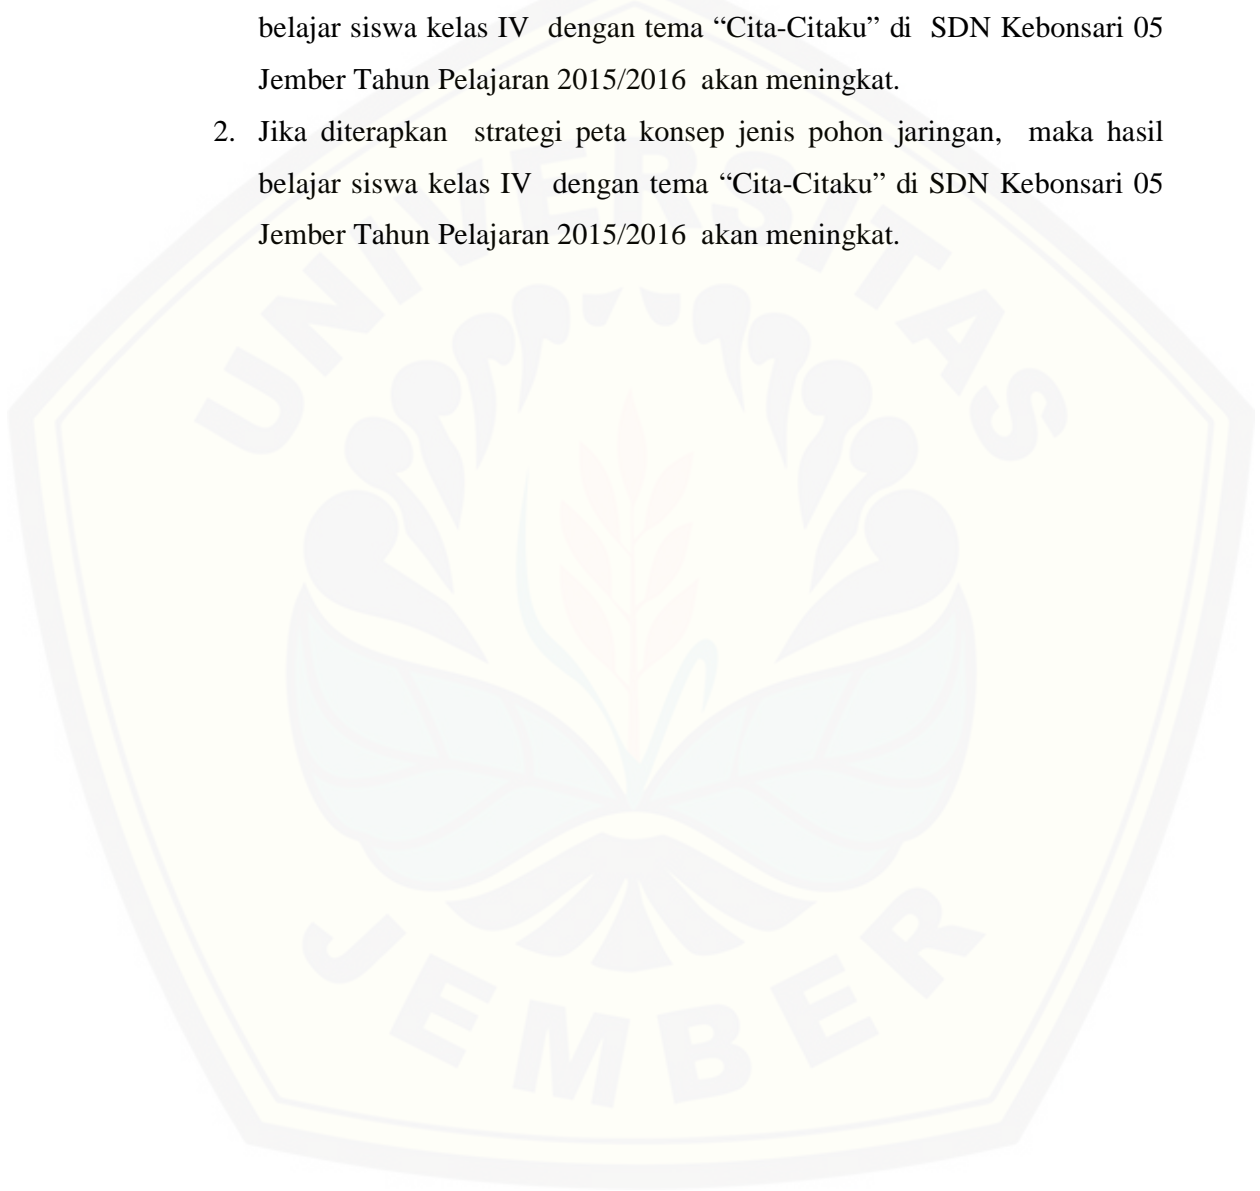 belajar siswa kelas IV dengan tema “Cita-Citaku” di SDN Kebonsari 05
Jember Tahun Pelajaran 2015/2016 akan meningkat.
2. Jika diterapkan strategi peta konsep jenis pohon jaringan, maka hasil
belajar siswa kelas IV dengan tema “Cita-Citaku” di SDN Kebonsari 05
Jember Tahun Pelajaran 2015/2016 akan meningkat.
UNIVERSITAS
JEMBER